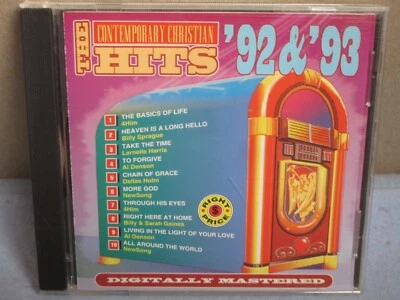 CONTEMPORARY CHRISTIAN
HITS '92 & '93
1 THE BASICS OF LIFE
4Him
2 HEAVEN IS A LONG HELLO
Billy Sprague
3 TAKE THE TIME
Larnelle Harris
4 TO FORGIVE
Al Denson
5 CHAIN OF GRACE
Dallas Holm
6 MORE GOD
NewSong
7 THROUGH HIS EYES
4Him
8 RIGHT HERE AT HOME
Billy & Sarah Gaines
9 LIVING IN THE LIGHT OF YOUR LOVE
Al Denson
10 ALL AROUND THE WORLD
NewSong
RIGHT
$
PRICE
DIGITALLY MASTERED